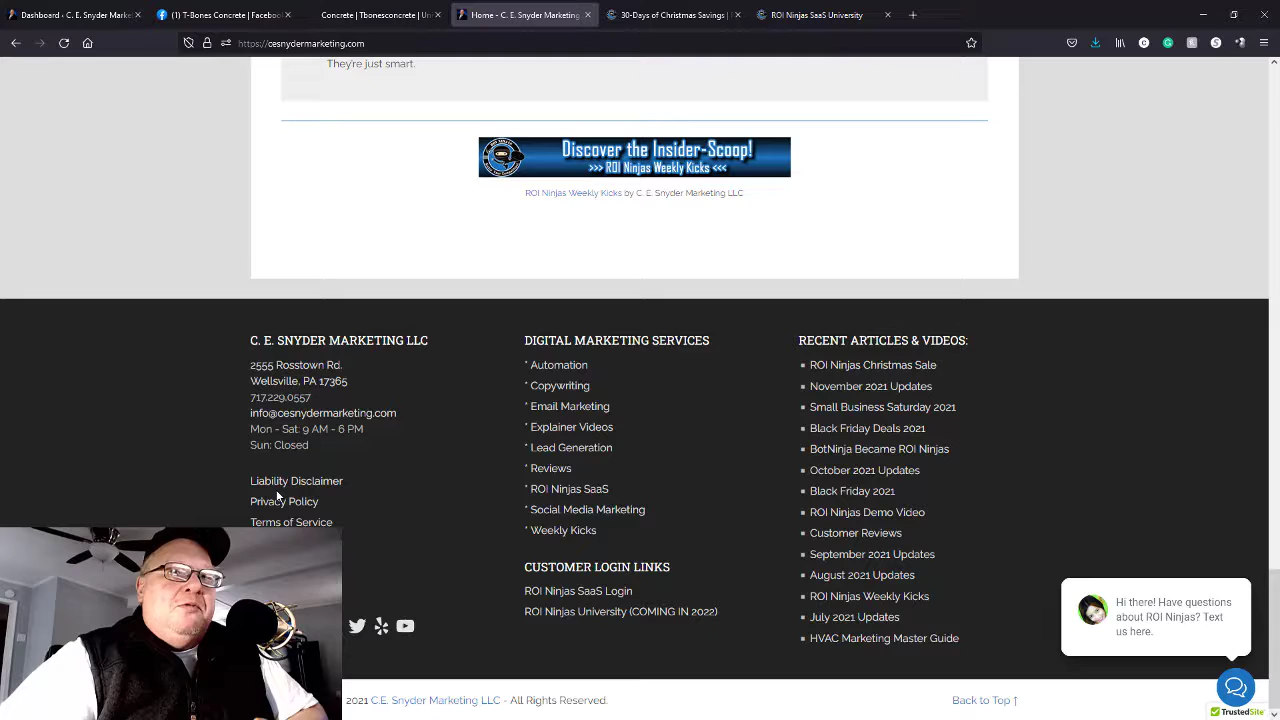 Dashboard - C. E. Snyder Marke
(1) T-Bones Concrete | Faceboo
Concrete | Tbonesconcrete | Uni
Home - C. E. Snyder Marketing
30-Days of Christmas Savings |
ROI Ninjas SaaS University
https://cesnydermarketing.com
They're just smart.
ROI NINJAS
Discover the Insider-Scoop!
>>> ROI Ninjas Weekly Kicks <<<
ROI Ninjas Weekly Kicks by C. E. Snyder Marketing LLC
C. E. SNYDER MARKETING LLC
2555 Rosstown Rd.
Wellsville, PA 17365
717.229.0557
info@cesnydermarketing.com
Mon - Sat: 9 AM - 6 PM
Sun: Closed
Liability Disclaimer
Privacy Policy
Terms of Service
DIGITAL MARKETING SERVICES
* Automation
* Copywriting
* Email Marketing
* Explainer Videos
* Lead Generation
* Reviews
* ROI Ninjas SaaS
* Social Media Marketing
* Weekly Kicks
CUSTOMER LOGIN LINKS
ROI Ninjas SaaS Login
ROI Ninjas University (COMING IN 2022)
RECENT ARTICLES & VIDEOS:
ROI Ninjas Christmas Sale
November 2021 Updates
Small Business Saturday 2021
Black Friday Deals 2021
BotNinja Became ROI Ninjas
October 2021 Updates
Black Friday 2021
ROI Ninjas Demo Video
Customer Reviews
September 2021 Updates
August 2021 Updates
ROI Ninjas Weekly Kicks
July 2021 Updates
HVAC Marketing Master Guide
Hi there! Have questions
about ROI Ninjas? Text
us here.
2021 C.E. Snyder Marketing LLC - All Rights Reserved.
Back to Top ↑
TrustedSite